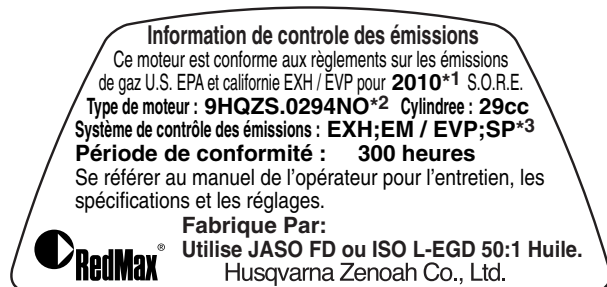 Information de controle des émissions
Ce moteur est conforme aux règlements sur les émissions
de gaz U.S. EPA et californie EXH / EVP pour 2010*1 S.O.R.E.
Type de moteur : 9HQZS.0294NO*2 Cylindree : 29cc
Système de contrôle des émissions : EXH;EM / EVP;SP*3
Période de conformité : 300 heures
Se référer au manuel de l'opérateur pour l'entretien, les
spécifications et les réglages.
Fabrique Par:
Utilise JASO FD ou ISO L-EGD 50:1 Huile.
RedMax®
Husqvarna Zenoah Co., Ltd.